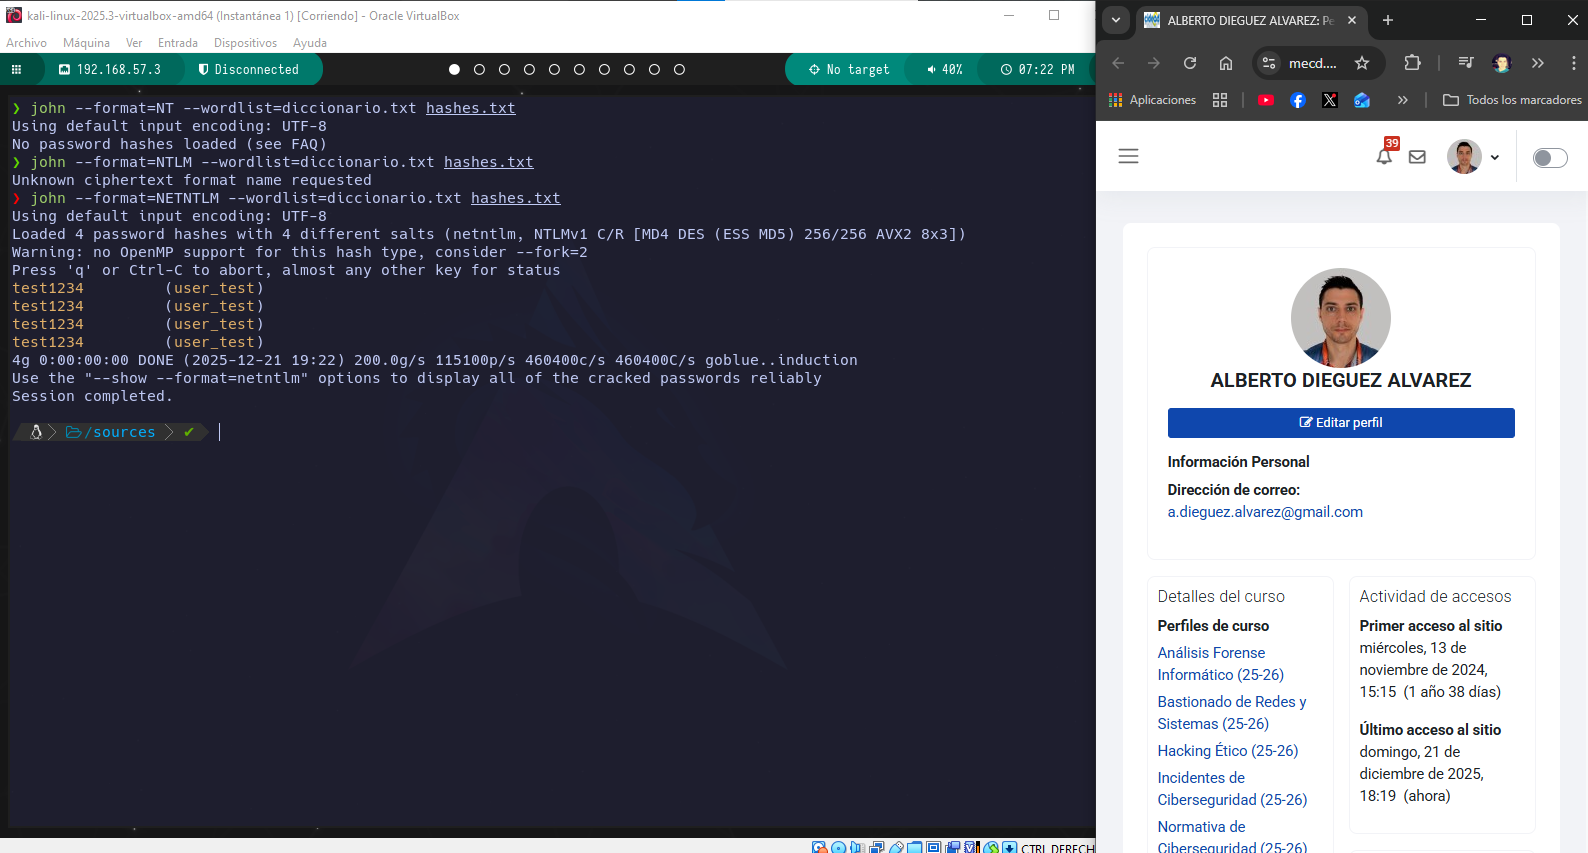 kali-linux-2025.3-virtualbox-amd64 (Instantánea 1) [Corriendo] - Oracle VirtualBox
Archivo Máquina Ver Entrada Dispositivos Ayuda
192.168.57.3 Disconnected No target 40% 07:22 PM
❯ john --format=NT --wordlist=diccionario.txt hashes.txt
Using default input encoding: UTF-8
No password hashes loaded (see FAQ)
❯ john --format=NTLM --wordlist=diccionario.txt hashes.txt
Unknown ciphertext format name requested
❯ john --format=NETNTLM --wordlist=diccionario.txt hashes.txt
Using default input encoding: UTF-8
Loaded 4 password hashes with 4 different salts (netntlm, NTLMv1 C/R [MD4 DES (ESS MD5) 256/256 AVX2 8x3])
Warning: no OpenMP support for this hash type, consider --fork=2
Press 'q' or Ctrl-C to abort, almost any other key for status
test1234 (user_test)
test1234 (user_test)
test1234 (user_test)
test1234 (user_test)
4g 0:00:00:00 DONE (2025-12-21 19:22) 200.0g/s 115100p/s 460400c/s 460400C/s goblue..induction
Use the "--show --format=netntlm" options to display all of the cracked passwords reliably
Session completed.
/sources ✔
CTRL DERECH
ALBERTO DIEGUEZ ALVAREZ: Pe
mecd....
Aplicaciones » Todos los marcadores
39
ALBERTO DIEGUEZ ALVAREZ
Editar perfil
Información Personal
Dirección de correo:
a.dieguez.alvarez@gmail.com
Detalles del curso
Perfiles de curso
Análisis Forense
Informático (25-26)
Bastionado de Redes y
Sistemas (25-26)
Hacking Ético (25-26)
Incidentes de
Ciberseguridad (25-26)
Normativa de
Ciberseguridad (25-26)
Actividad de accesos
Primer acceso al sitio
miércoles, 13 de
noviembre de 2024,
15:15 (1 año 38 días)
Último acceso al sitio
domingo, 21 de
diciembre de 2025,
18:19 (ahora)